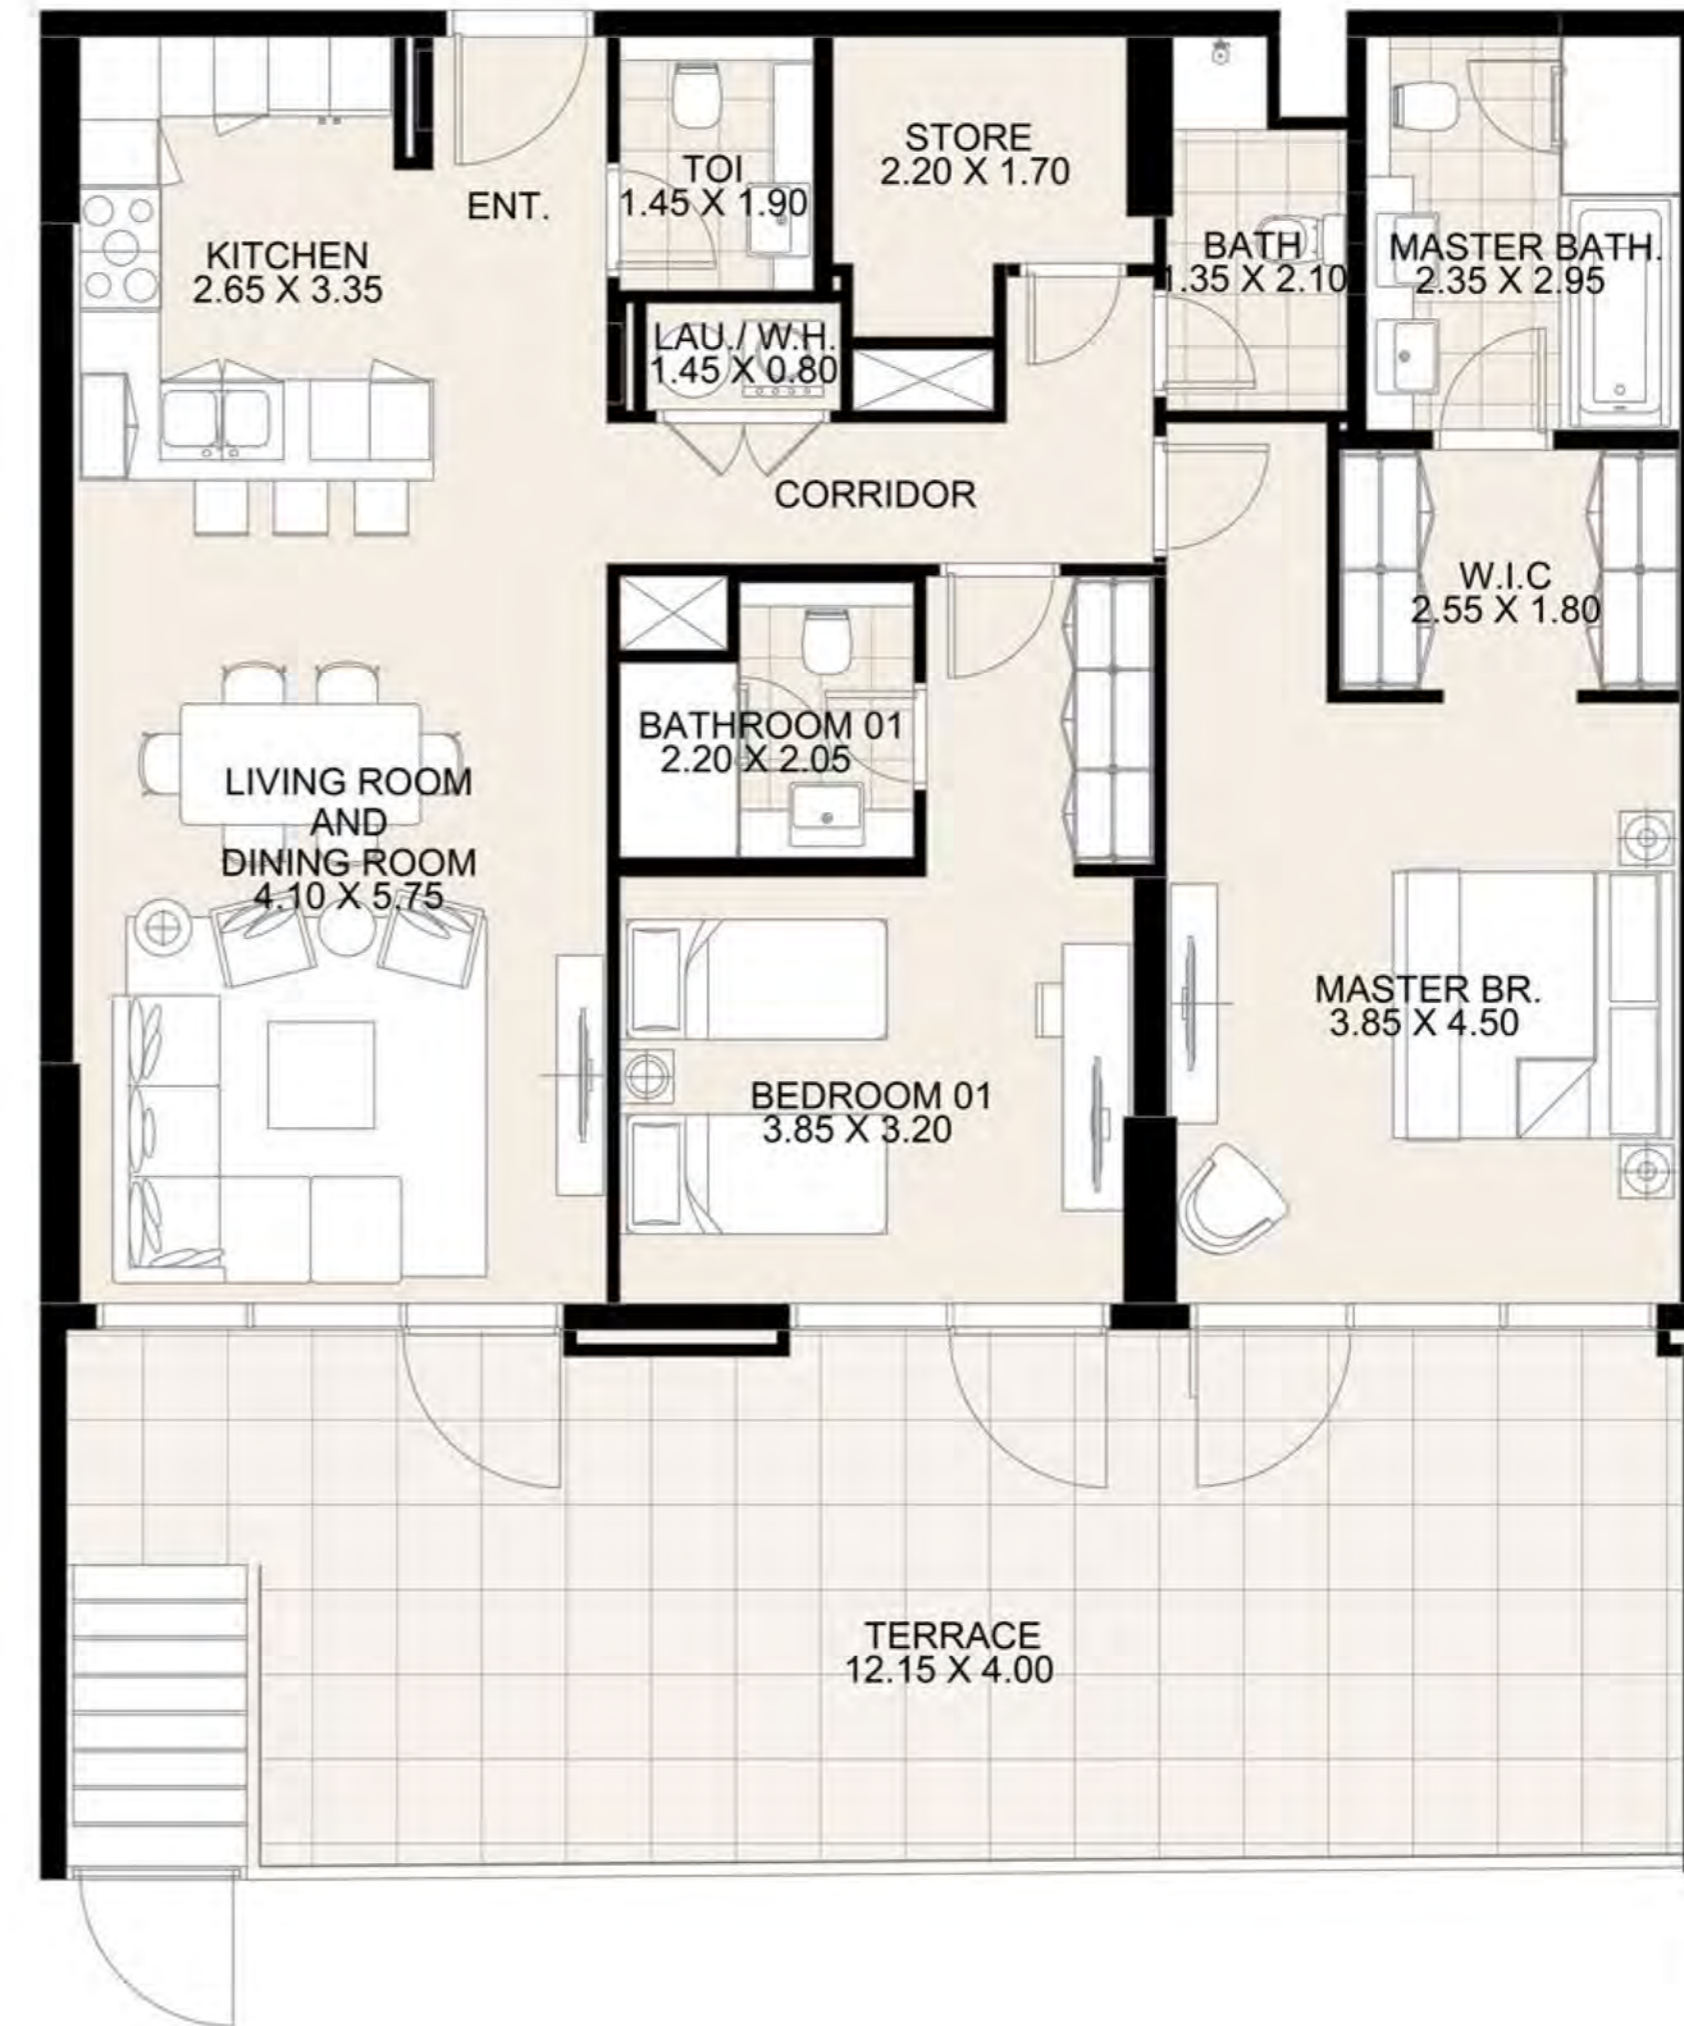 ENT.
TOI
1.45 X 1.90
STORE
2.20 X 1.70
KITCHEN
2.65 X 3.35
BATH
1.35 X 2.10
MASTER BATH.
2.35 X 2.95
LAU./ W.H.
1.45 X 0.80
CORRIDOR
W.I.C
2.55 X 1.80
BATHROOM 01
2.20 X 2.05
LIVING ROOM
AND
DINING ROOM
4.10 X 5.75
MASTER BR.
3.85 X 4.50
BEDROOM 01
3.85 X 3.20
TERRACE
12.15 X 4.00